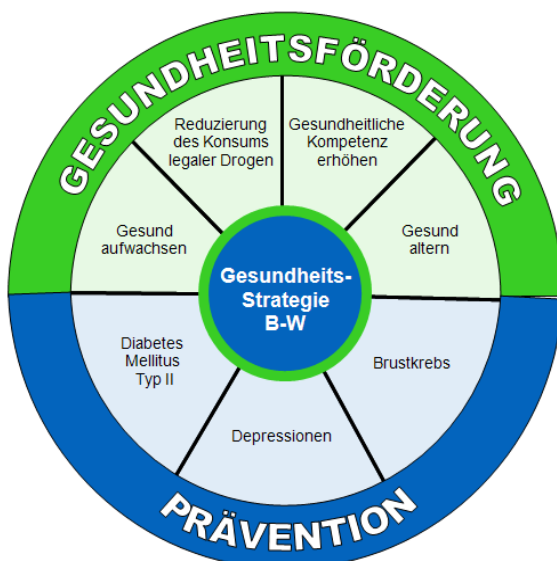 GESUNDHEITSFÖRDERUNG
Reduzierung
des Konsums
legaler Drogen
Gesundheitliche
Kompetenz
erhöhen
Gesund
aufwachsen
Gesund
altern
Gesundheits-
Strategie
B-W
Diabetes
Mellitus
Typ II
Brustkrebs
Depressionen
PRÄVENTION